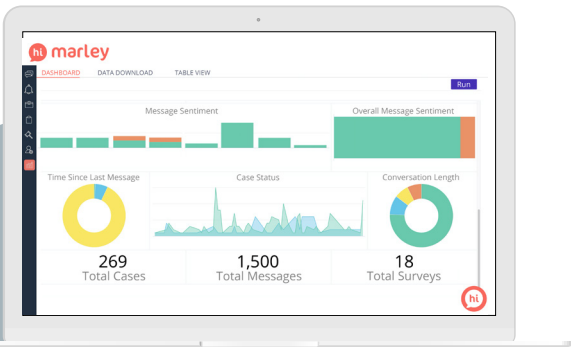 hi marley
DASHBOARD DATA DOWNLOAD TABLE VIEW
Run
Message Sentiment Overall Message Sentiment
Time Since Last Message Case Status Conversation Length
269 1,500 18
Total Cases Total Messages Total Surveys
hi